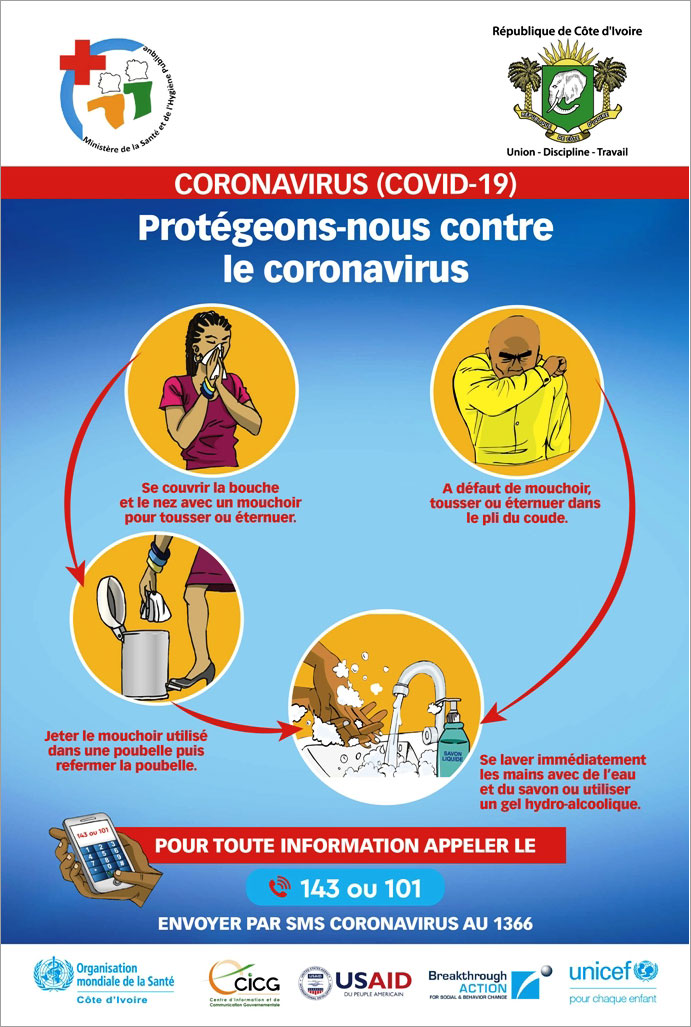 Ministère de la Santé et de l'Hygiène Publique
République de Côte d'Ivoire
Union - Discipline - Travail
CORONAVIRUS (COVID-19)
Protégeons-nous contre
le coronavirus
Se couvrir la bouche
et le nez avec un mouchoir
pour tousser ou éternuer.
A défaut de mouchoir,
tousser ou éternuer dans
le pli du coude.
Jeter le mouchoir utilisé
dans une poubelle puis
refermer la poubelle.
SAVON
LIQUIDE
Se laver immédiatement
les mains avec de l'eau
et du savon ou utiliser
un gel hydro-alcoolique.
143 ou 101
POUR TOUTE INFORMATION APPELER LE
143 ou 101
ENVOYER PAR SMS CORONAVIRUS AU 1366
Organisation
mondiale de la Santé
Côte d'Ivoire
CICG
Centre d'Information et de
Communication Gouvernementale
USAID
USAID
DU PEUPLE AMERICAIN
Breakthrough
ACTION
FOR SOCIAL & BEHAVIOR CHANGE
unicef
pour chaque enfant